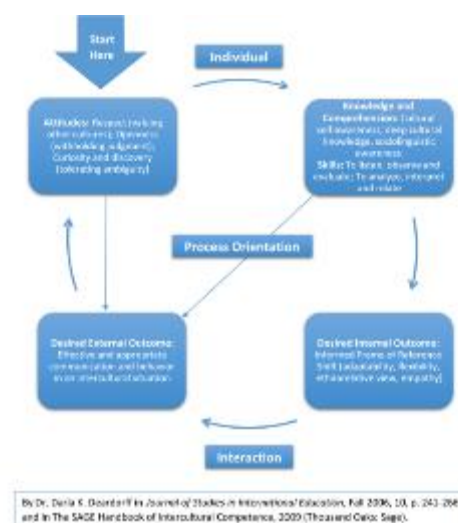 Start
Here
Individual
Attitudes: Respect (valuing
other cultures); Openness
(withholding judgment);
Curiosity and discovery
(tolerating ambiguity)
Knowledge and
Comprehension: Cultural
self-awareness, deep cultural
knowledge, sociolinguistic
awareness
Skills: To listen, observe and
evaluate; To analyze, interpret
and relate
Process Orientation
Desired External Outcome:
Effective and appropriate
communication and behavior
in an intercultural situation
Desired Internal Outcome:
Informed Frame of Reference
Shift (adaptability, flexibility,
ethnorelative view, empathy)
Interaction
By Dr. Darla K. Deardorff in Journal of Studies in International Education, Fall 2006, 10, p. 241-266
and in The SAGE Handbook of Intercultural Competence, 2009 (Thousand Oaks: Sage).